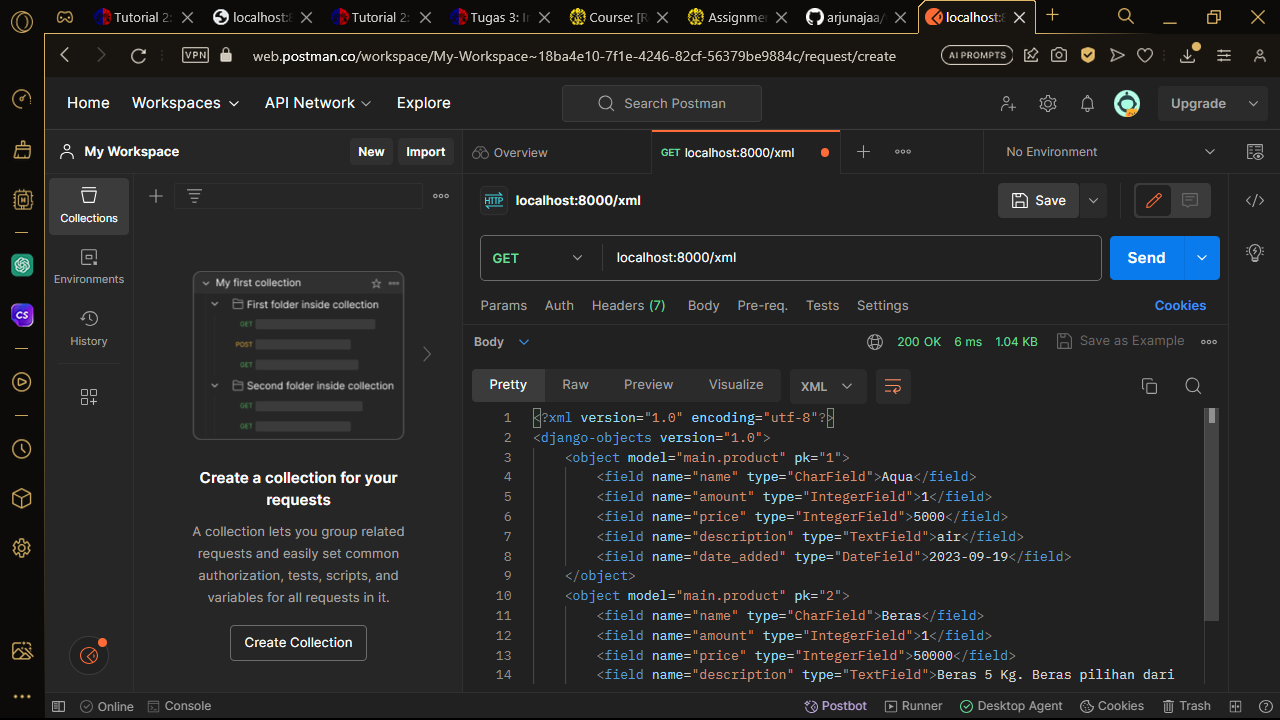 Tutorial 2:
localhost:8
Tutorial 2:
Tugas 3: Im
Course: [Re
Assignmen
arjunajaa/
localhost:8
VPN
web.postman.co/workspace/My-Workspace~18ba4e10-7f1e-4246-82cf-56379be9884c/request/create
AI PROMPTS
Home
Workspaces
API Network
Explore
Search Postman
Upgrade
My Workspace
New
Import
Overview
GET localhost:8000/xml
No Environment
Collections
Environments
History
HTTP localhost:8000/xml
Save
GET
localhost:8000/xml
Send
Params
Auth
Headers (7)
Body
Pre-req.
Tests
Settings
Cookies
Body
200 OK
6 ms
1.04 KB
Save as Example
Pretty
Raw
Preview
Visualize
XML
My first collection
First folder inside collection
GET
POST
GET
Second folder inside collection
GET
GET
Create a collection for your
requests
A collection lets you group related
requests and easily set common
authorization, tests, scripts, and
variables for all requests in it.
Create Collection
1 <?xml version="1.0" encoding="utf-8"?>
2 <django-objects version="1.0">
3 <object model="main.product" pk="1">
4 <field name="name" type="CharField">Aqua</field>
5 <field name="amount" type="IntegerField">1</field>
6 <field name="price" type="IntegerField">5000</field>
7 <field name="description" type="TextField">air</field>
8 <field name="date_added" type="DateField">2023-09-19</field>
9 </object>
10 <object model="main.product" pk="2">
11 <field name="name" type="CharField">Beras</field>
12 <field name="amount" type="IntegerField">1</field>
13 <field name="price" type="IntegerField">50000</field>
14 <field name="description" type="TextField">Beras 5 Kg. Beras pilihan dari
Online
Console
Postbot
Runner
Desktop Agent
Cookies
Trash